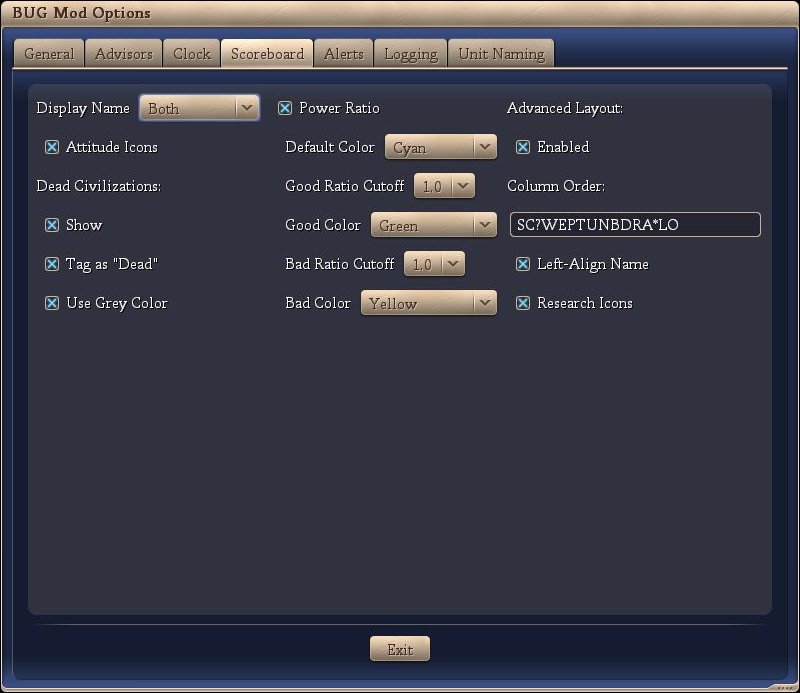 BUG Mod Options
General Advisors Clock Scoreboard Alerts Logging Unit Naming
Display Name Both Power Ratio Advanced Layout:
Attitude Icons Default Color Cyan Enabled
Dead Civilizations: Good Ratio Cutoff 1.0 Column Order:
Show Good Color Green SC?WEPTUNBDRA*LO
Tag as "Dead" Bad Ratio Cutoff 1.0 Left-Align Name
Use Grey Color Bad Color Yellow Research Icons
Exit